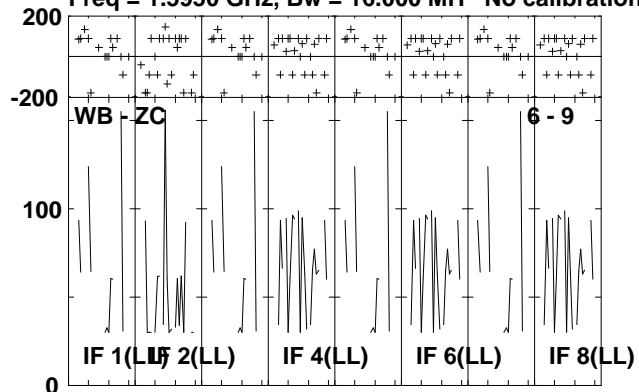 Freq = 1.5950 GHz, Bw = 16.000 MH No calibration
200
-200
WB - ZC 6 - 9
100
IF 1(LL) IF 2(LL) IF 4(LL) IF 6(LL) IF 8(LL)
0